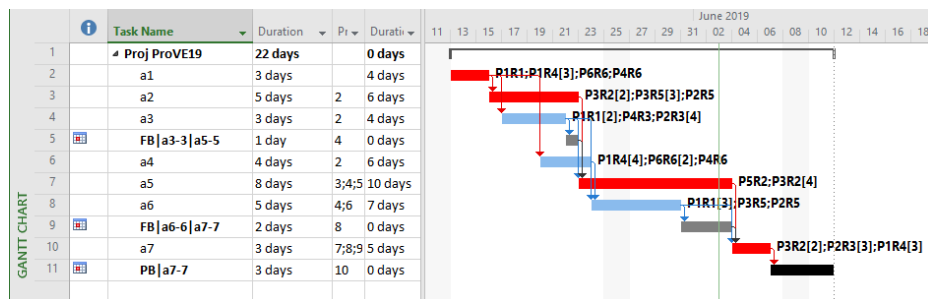 June 2019
Task Name Duration Pr Duratic 11 13 15 17 19 21 23 25 27 29 31 02 04 06 08 10 12 14 16 18
1 Proj ProVE19 22 days 0 days
2 a1 3 days 4 days P1R1;P1R4[3];P6R6;P4R6
3 a2 5 days 2 6 days P3R2[2];P3R5[3];P2R5
4 a3 3 days 2 4 days P1R1[2];P4R3;P2R3[4]
5 FB|a3-3|a5-5 1 day 4 0 days
6 a4 4 days 2 6 days P1R4[4];P6R6[2];P4R6
7 a5 8 days 3;4;5 10 days P5R2;P3R2[4]
8 a6 5 days 4;6 7 days P1R1[3];P3R5;P2R5
9 FB|a6-6|a7-7 2 days 8 0 days
10 a7 3 days 7;8;9 5 days P3R2[2];P2R3[3];P1R4[3]
11 PB|a7-7 3 days 10 0 days
GANTT CHART